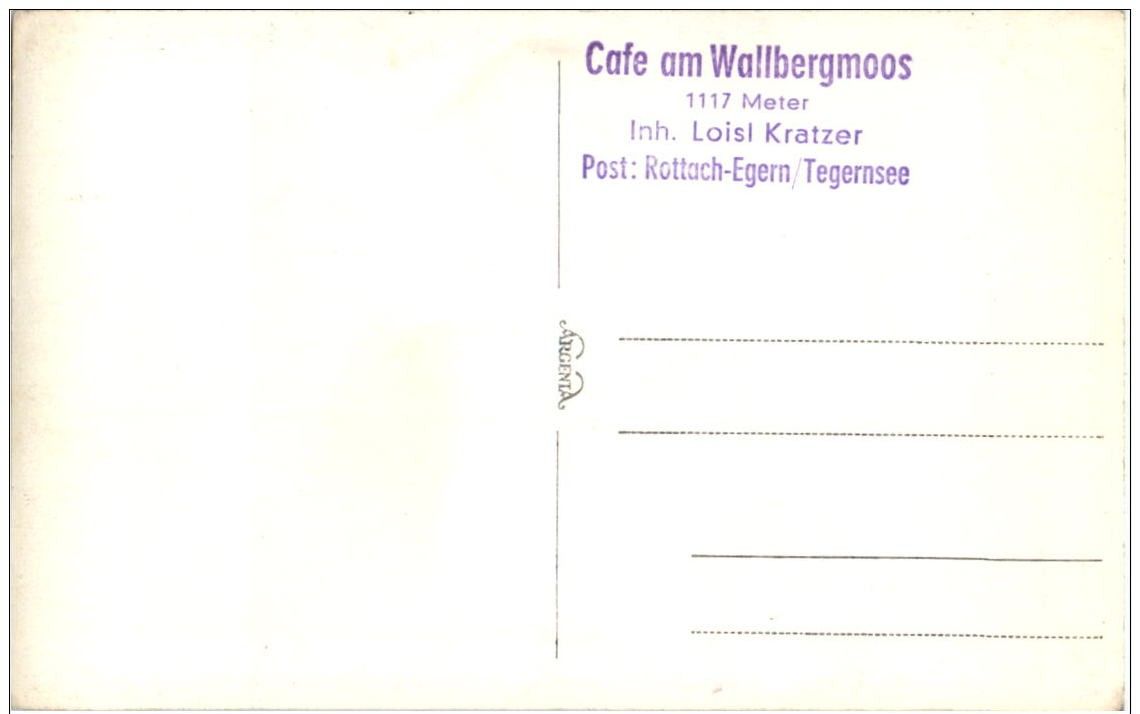 Cafe am Wallbergmoos
1117 Meter
Inh. Loisl Kratzer
Post: Rottach-Egern/Tegernsee
ARGENTA